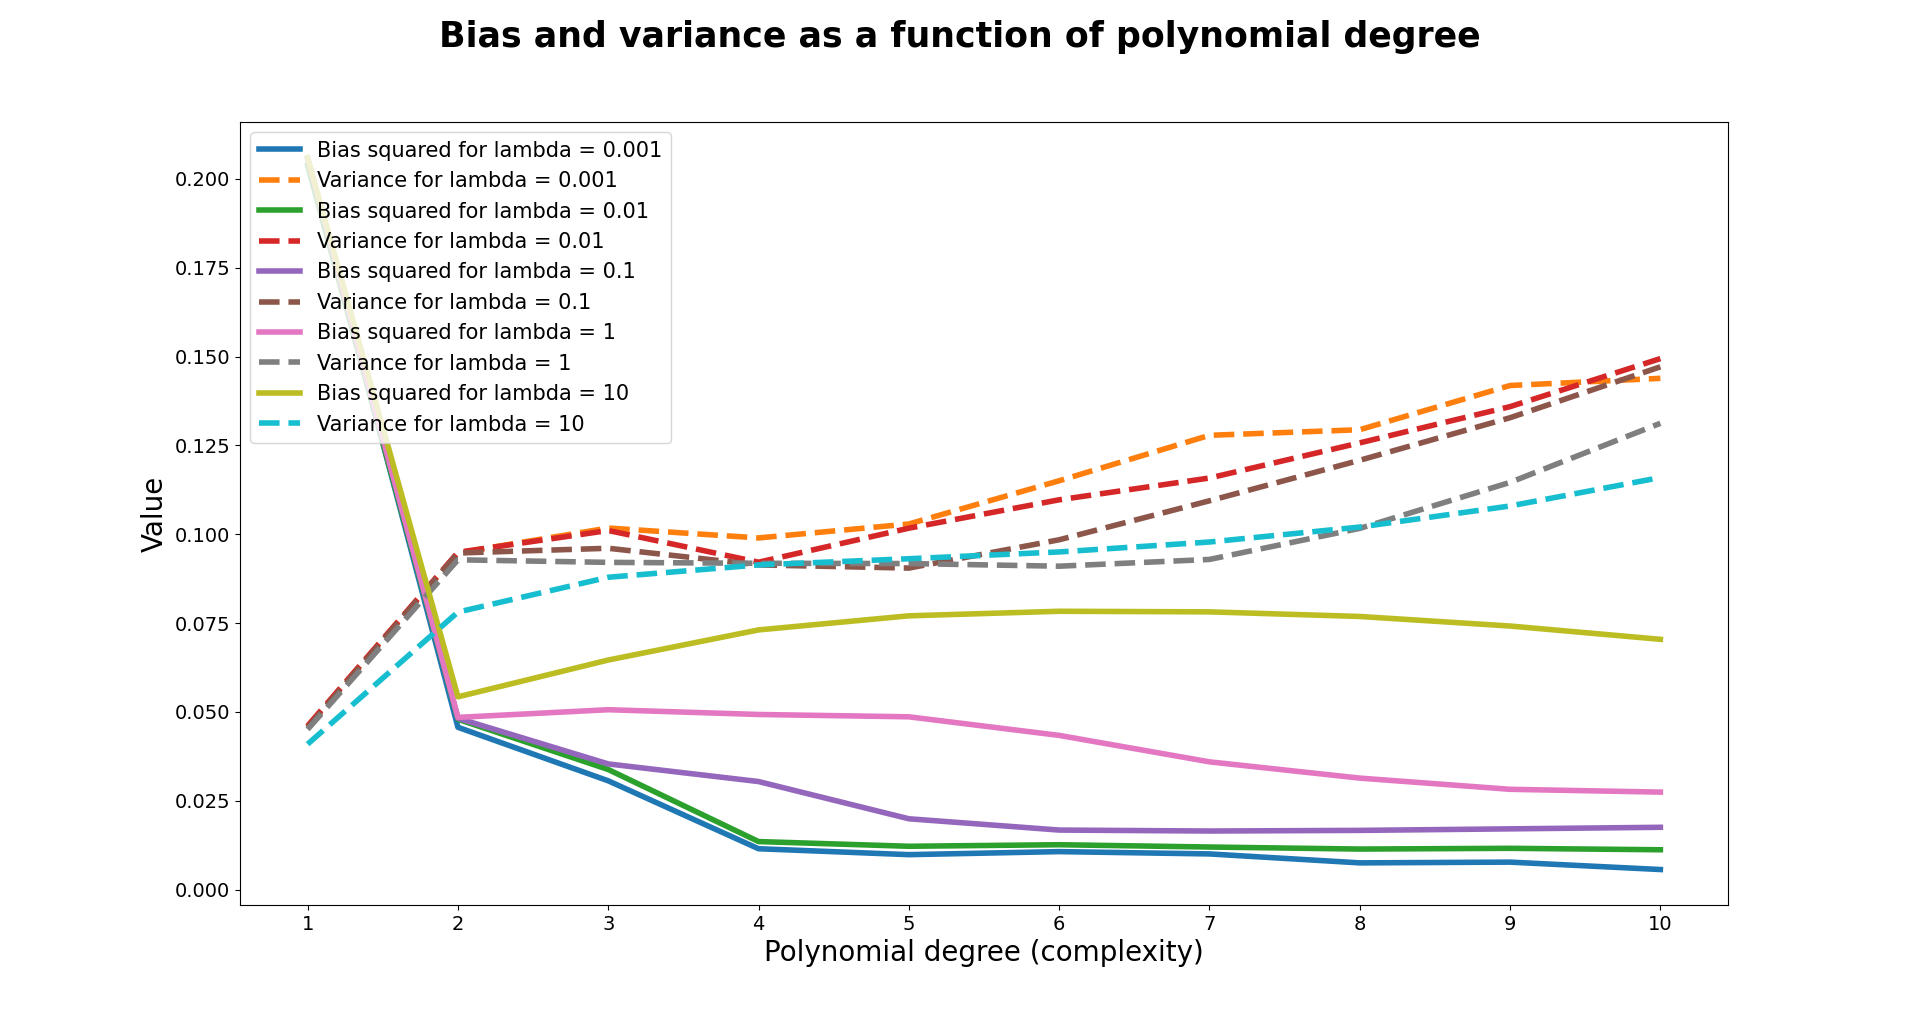 Bias and variance as a function of polynomial degree
Bias squared for lambda = 0.001
Variance for lambda = 0.001
Bias squared for lambda = 0.01
Variance for lambda = 0.01
Bias squared for lambda = 0.1
Variance for lambda = 0.1
Bias squared for lambda = 1
Variance for lambda = 1
Bias squared for lambda = 10
Variance for lambda = 10
0.200
0.175
0.150
0.125
0.100
0.075
0.050
0.025
0.000
Value
1 2 3 4 5 6 7 8 9 10
Polynomial degree (complexity)